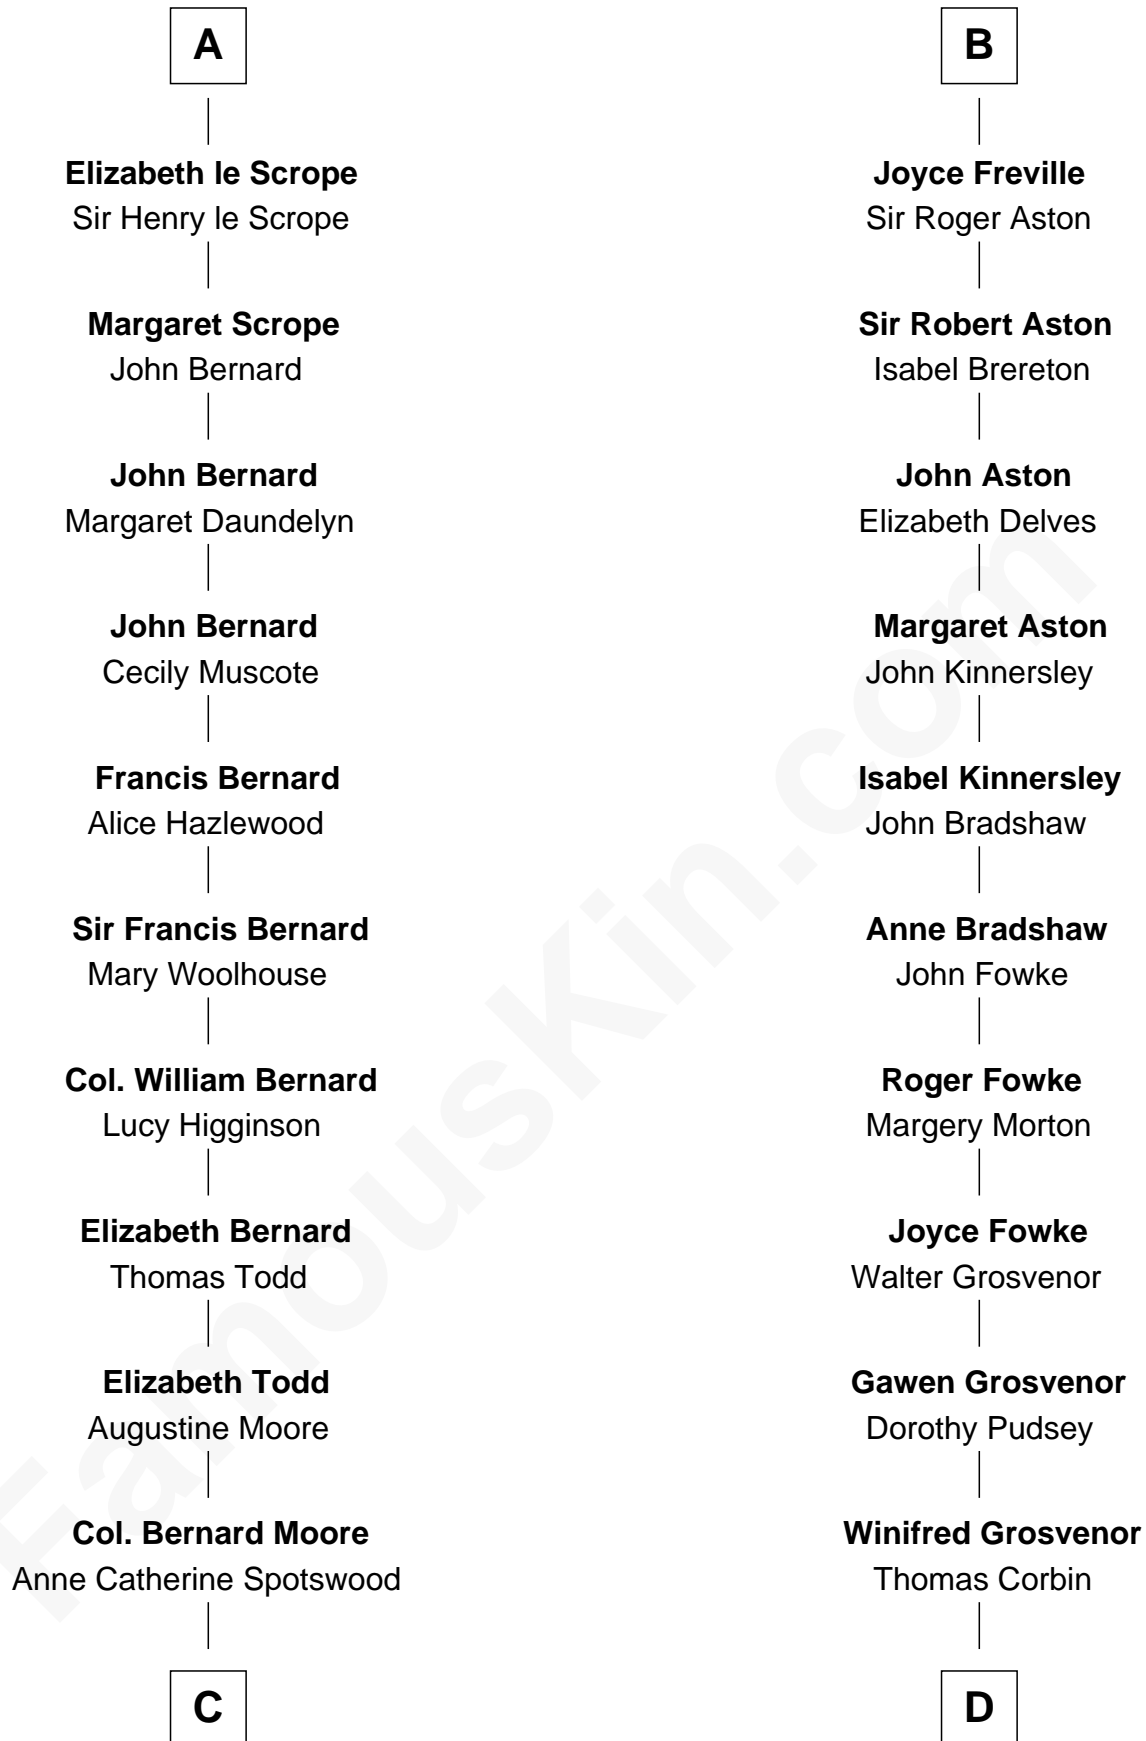 A
Elizabeth le Scrope
Sir Henry le Scrope
Margaret Scrope
John Bernard
John Bernard
Margaret Daundelyn
John Bernard
Cecily Muscote
Francis Bernard
Alice Hazlewood
Sir Francis Bernard
Mary Woolhouse
Col. William Bernard
Lucy Higginson
Elizabeth Bernard
Thomas Todd
Elizabeth Todd
Augustine Moore
Col. Bernard Moore
Anne Catherine Spotswood
C
B
Joyce Freville
Sir Roger Aston
Sir Robert Aston
Isabel Brereton
John Aston
Elizabeth Delves
Margaret Aston
John Kinnersley
Isabel Kinnersley
John Bradshaw
Anne Bradshaw
John Fowke
Roger Fowke
Margery Morton
Joyce Fowke
Walter Grosvenor
Gawen Grosvenor
Dorothy Pudsey
Winifred Grosvenor
Thomas Corbin
D
FamousKin.com